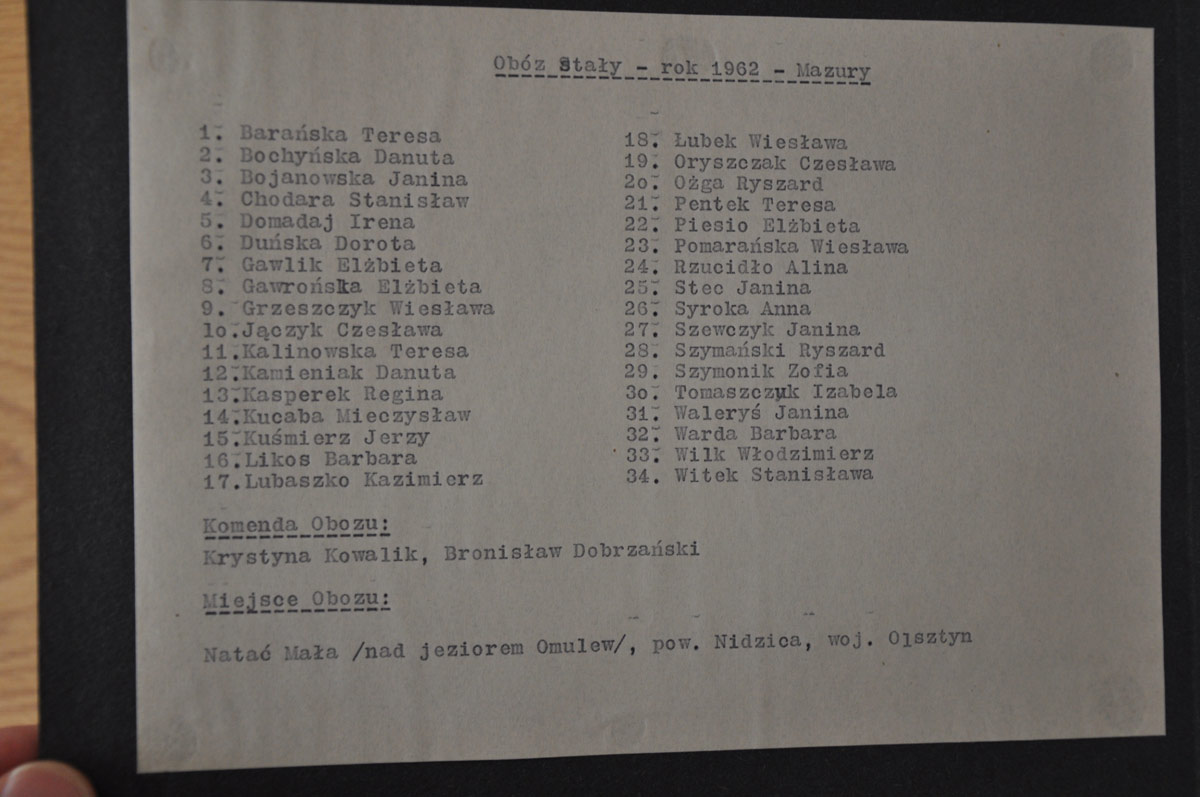 Obóz Stały - rok 1962 - Mazury
1. Barańska Teresa
2. Bochyńska Danuta
3. Bojanowska Janina
4. Chodara Stanisław
5. Domadaj Irena
6. Duńska Dorota
7. Gawlik Elżbieta
8. Gawrońska Elżbieta
9. Grzeszczyk Wiesława
1o.Jączyk Czesława
11.Kalinowska Teresa
12.Kamieniak Danuta
13.Kasperek Regina
14.Kucaba Mieczysław
15.Kuśmierz Jerzy
16.Likos Barbara
17.Lubaszko Kazimierz
18. Łubek Wiesława
19. Oryszczak Czesława
2o. Ożga Ryszard
21. Pentek Teresa
22. Piesio Elżbieta
23. Pomarańska Wiesława
24. Rzucidło Alina
25. Stec Janina
26. Syroka Anna
27. Szewczyk Janina
28. Szymański Ryszard
29. Szymonik Zofia
3o. Tomaszczyk Izabela
31. Waleryś Janina
32. Warda Barbara
33. Wilk Włodzimierz
34. Witek Stanisława
Komenda Obozu:
Krystyna Kowalik, Bronisław Dobrzański
Miejsce Obozu:
Natać Mała /nad jeziorem Omulew/, pow. Nidzica, woj. Olsztyn